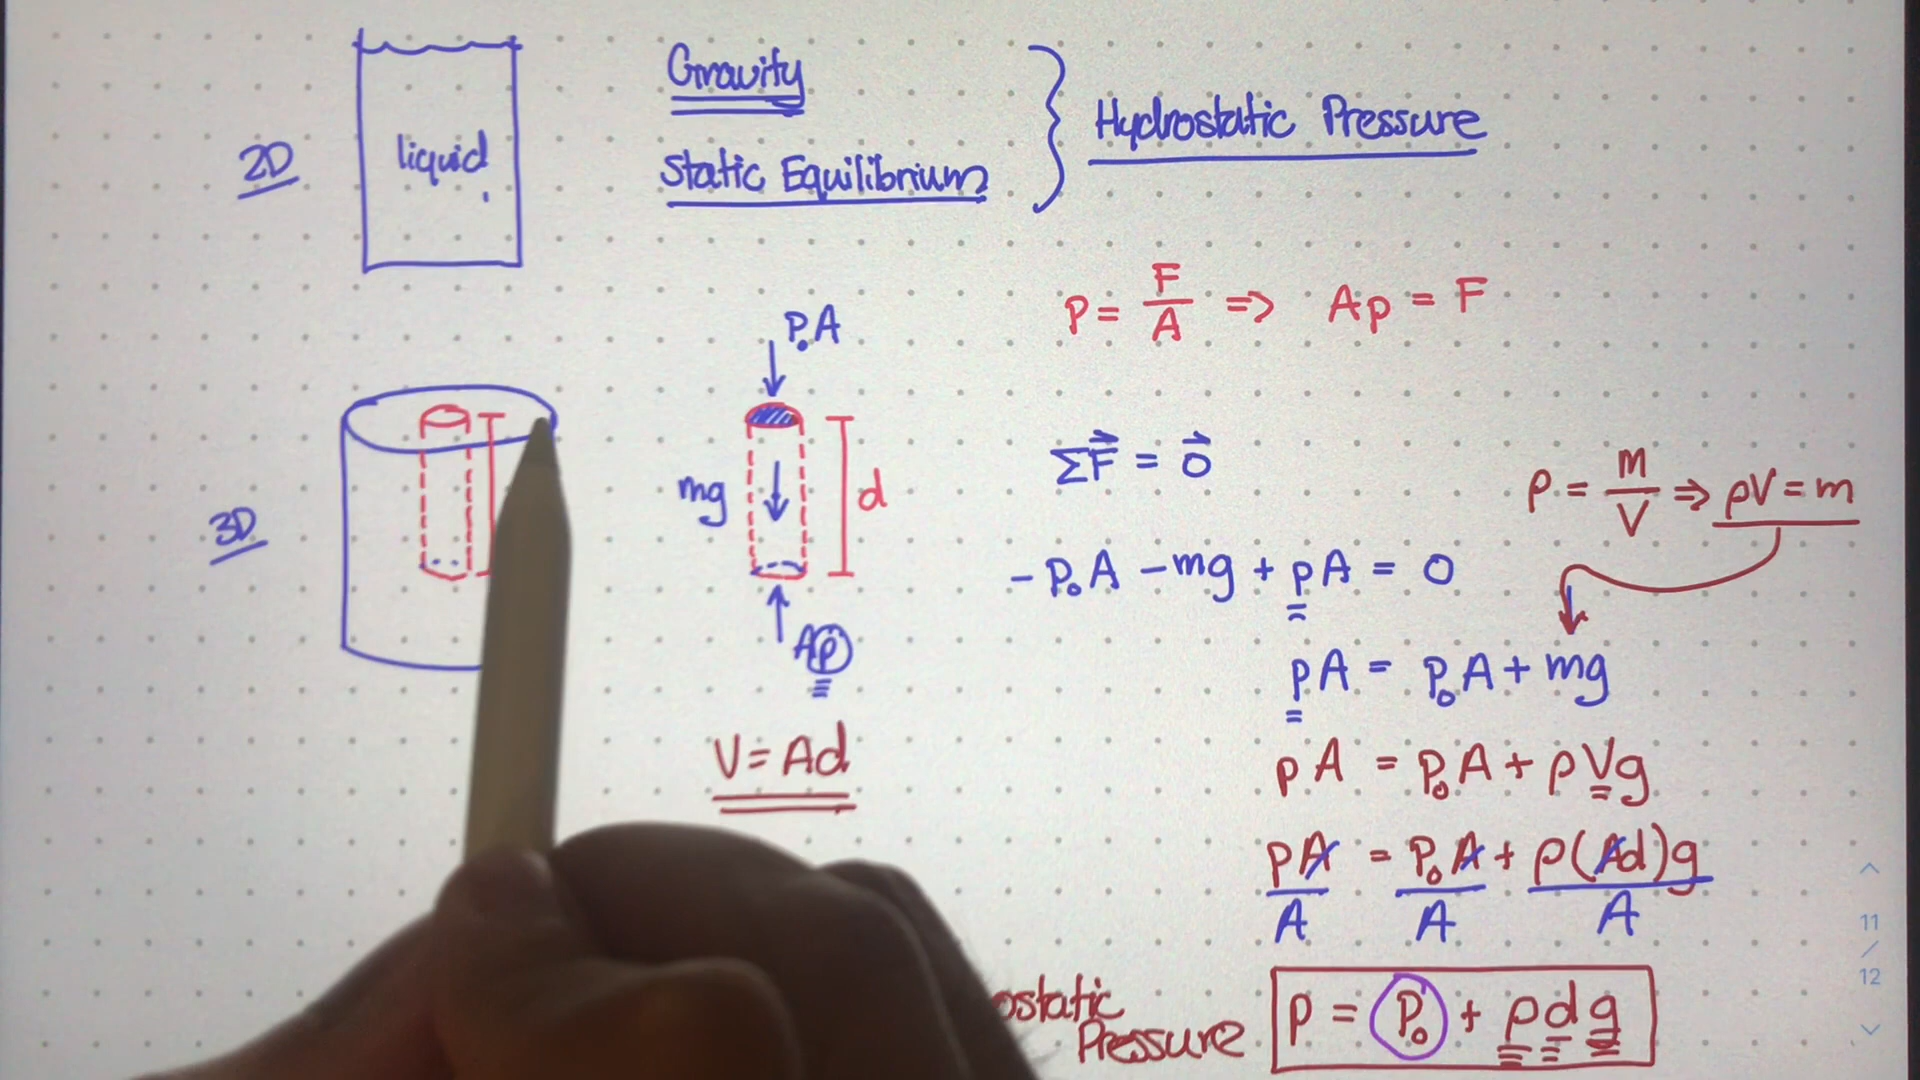 2D
liquid
Gravity
Static Equilibrium
Hydrostatic Pressure
P = F/A ⇒ Ap = F
3D
P₀A
mg
d
Ap
V = Ad
ΣF⃗ = 0⃗
ρ = m/V ⇒ ρV = m
- P₀A - mg + pA = 0
pA = P₀A + mg
pA = P₀A + ρVg
pA/A = P₀A/A + ρ(Ad)g/A
ostatic
Pressure
P = P₀ + ρdg
11
/
12